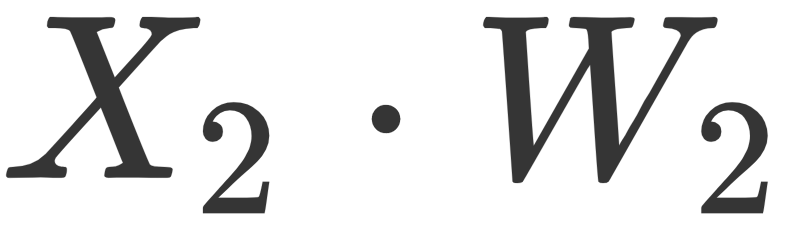 X₂ · W₂